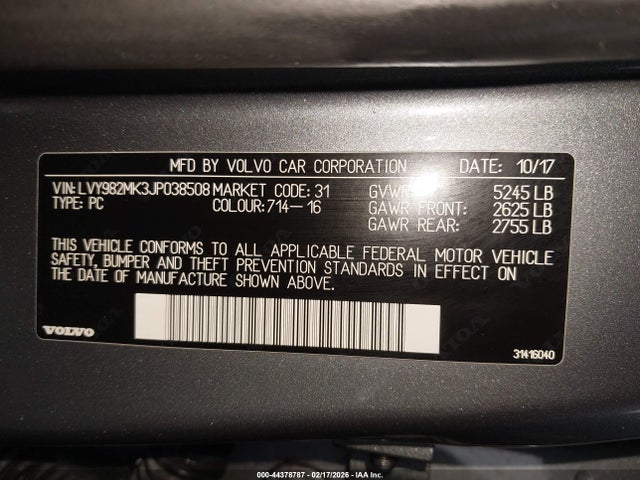 MFD BY VOLVO CAR CORPORATION DATE: 10/17
VIN: LVY982MK3JP038508 MARKET CODE: 31 GVWR 5245 LB
TYPE: PC COLOUR: 714-16 GAWR FRONT: 2625 LB
GAWR REAR: 2755 LB
THIS VEHICLE CONFORMS TO ALL APPLICABLE FEDERAL MOTOR VEHICLE
SAFETY, BUMPER AND THEFT PREVENTION STANDARDS IN EFFECT ON
THE DATE OF MANUFACTURE SHOWN ABOVE.
VOLVO
31416040
000-44378787 - 02/17/2026 - IAA Inc.